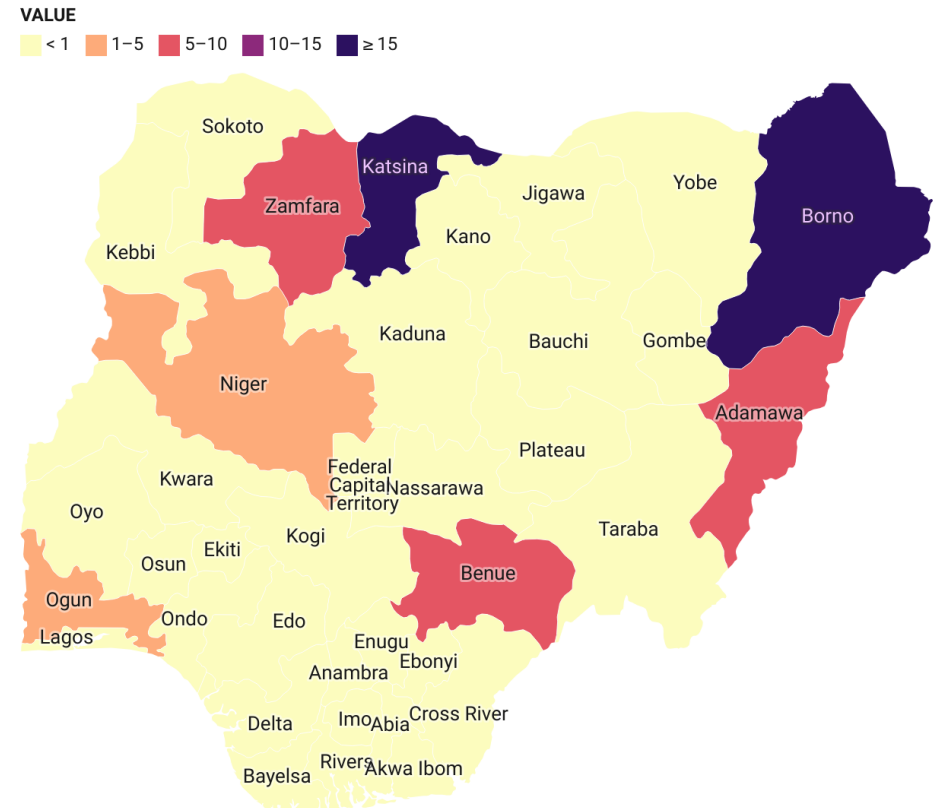 VALUE
< 1 1–5 5–10 10–15 ≥ 15
Sokoto
Katsina
Yobe
Jigawa
Zamfara
Borno
Kano
Kebbi
Kaduna
Bauchi
Gombe
Niger
Adamawa
Plateau
Federal
Capital
Territory
Nassarawa
Kwara
Oyo
Taraba
Kogi
Ekiti
Osun
Benue
Ogun
Ondo
Edo
Lagos
Enugu
Ebonyi
Anambra
Cross River
Delta
Imo
Abia
Rivers
Akwa Ibom
Bayelsa